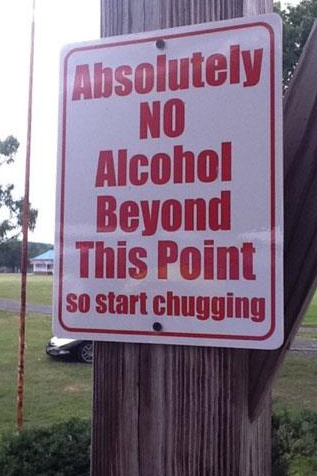 Absolutely
NO
Alcohol
Beyond
This Point
so start chugging